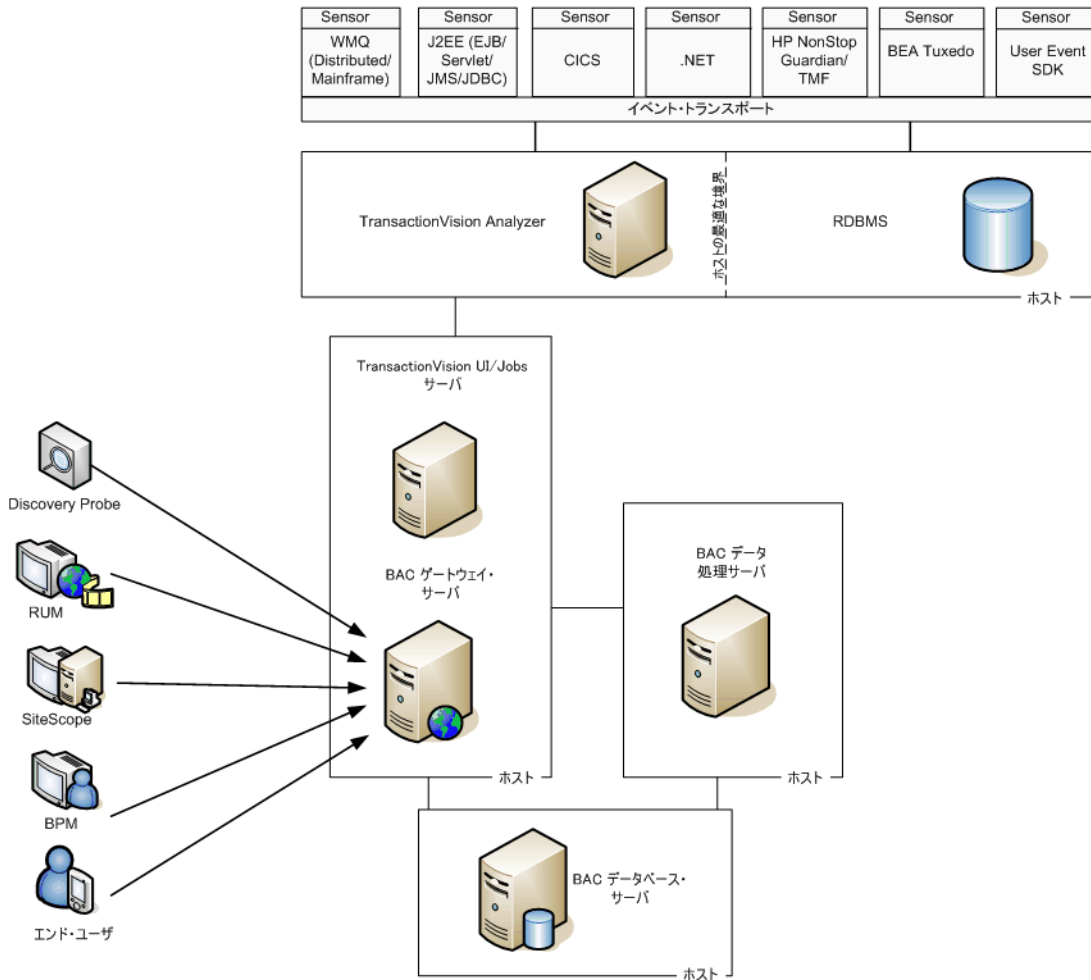 Sensor
WMQ
(Distributed/
Mainframe)
Sensor
J2EE (EJB/
Servlet/
JMS/JDBC)
Sensor
CICS
Sensor
.NET
Sensor
HP NonStop
Guardian/
TMF
Sensor
BEA Tuxedo
Sensor
User Event
SDK
イベント・トランスポート
TransactionVision Analyzer
ホストの最適な境界
RDBMS
ホスト
TransactionVision UI/Jobs
サーバ
Discovery Probe
RUM
SiteScope
BPM
エンド・ユーザ
BAC ゲートウェイ・
サーバ
ホスト
BAC データ
処理サーバ
ホスト
BAC データベース・
サーバ
ホスト